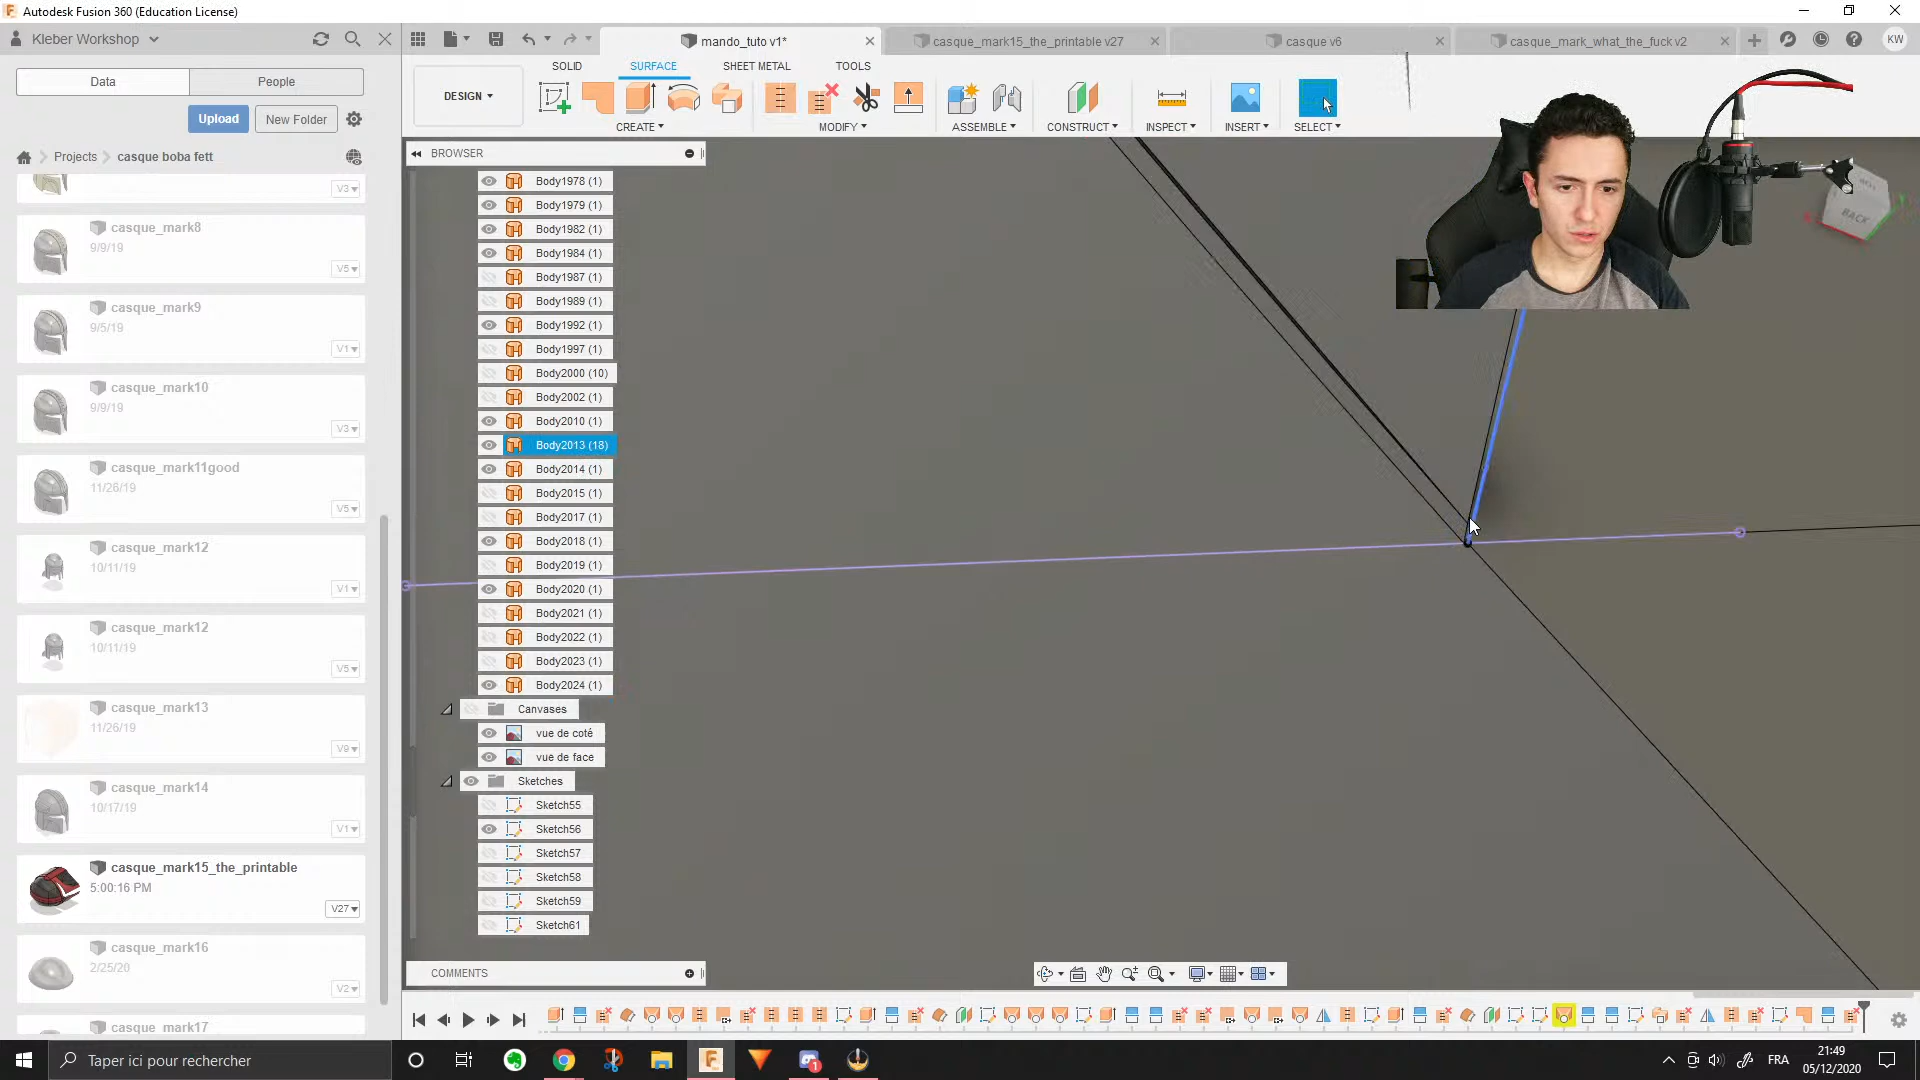 Autodesk Fusion 360 (Education License)
Kleber Workshop
mando_tuto v1*
casque_mark15_the_printable v27
casque v6
casque_mark_what_the_fuck v2
KW
Data
People
Upload
New Folder
Projects
casque boba fett
V3
casque_mark8
9/9/19
V5
casque_mark9
9/5/19
V1
casque_mark10
9/9/19
V3
casque_mark11good
11/26/19
V5
casque_mark12
10/11/19
V1
casque_mark12
10/11/19
V5
casque_mark13
11/26/19
V9
casque_mark14
10/17/19
V1
casque_mark15_the_printable
5:00:16 PM
V27
casque_mark16
2/25/20
V2
casque_mark17
DESIGN
SOLID
SURFACE
SHEET METAL
TOOLS
CREATE
MODIFY
ASSEMBLE
CONSTRUCT
INSPECT
INSERT
SELECT
BROWSER
Body1978 (1)
Body1979 (1)
Body1982 (1)
Body1984 (1)
Body1987 (1)
Body1989 (1)
Body1992 (1)
Body1997 (1)
Body2000 (10)
Body2002 (1)
Body2010 (1)
Body2013 (18)
Body2014 (1)
Body2015 (1)
Body2017 (1)
Body2018 (1)
Body2019 (1)
Body2020 (1)
Body2021 (1)
Body2022 (1)
Body2023 (1)
Body2024 (1)
Canvases
vue de coté
vue de face
Sketches
Sketch55
Sketch56
Sketch57
Sketch58
Sketch59
Sketch61
COMMENTS
BACK
Taper ici pour rechercher
FRA
21:49
05/12/2020